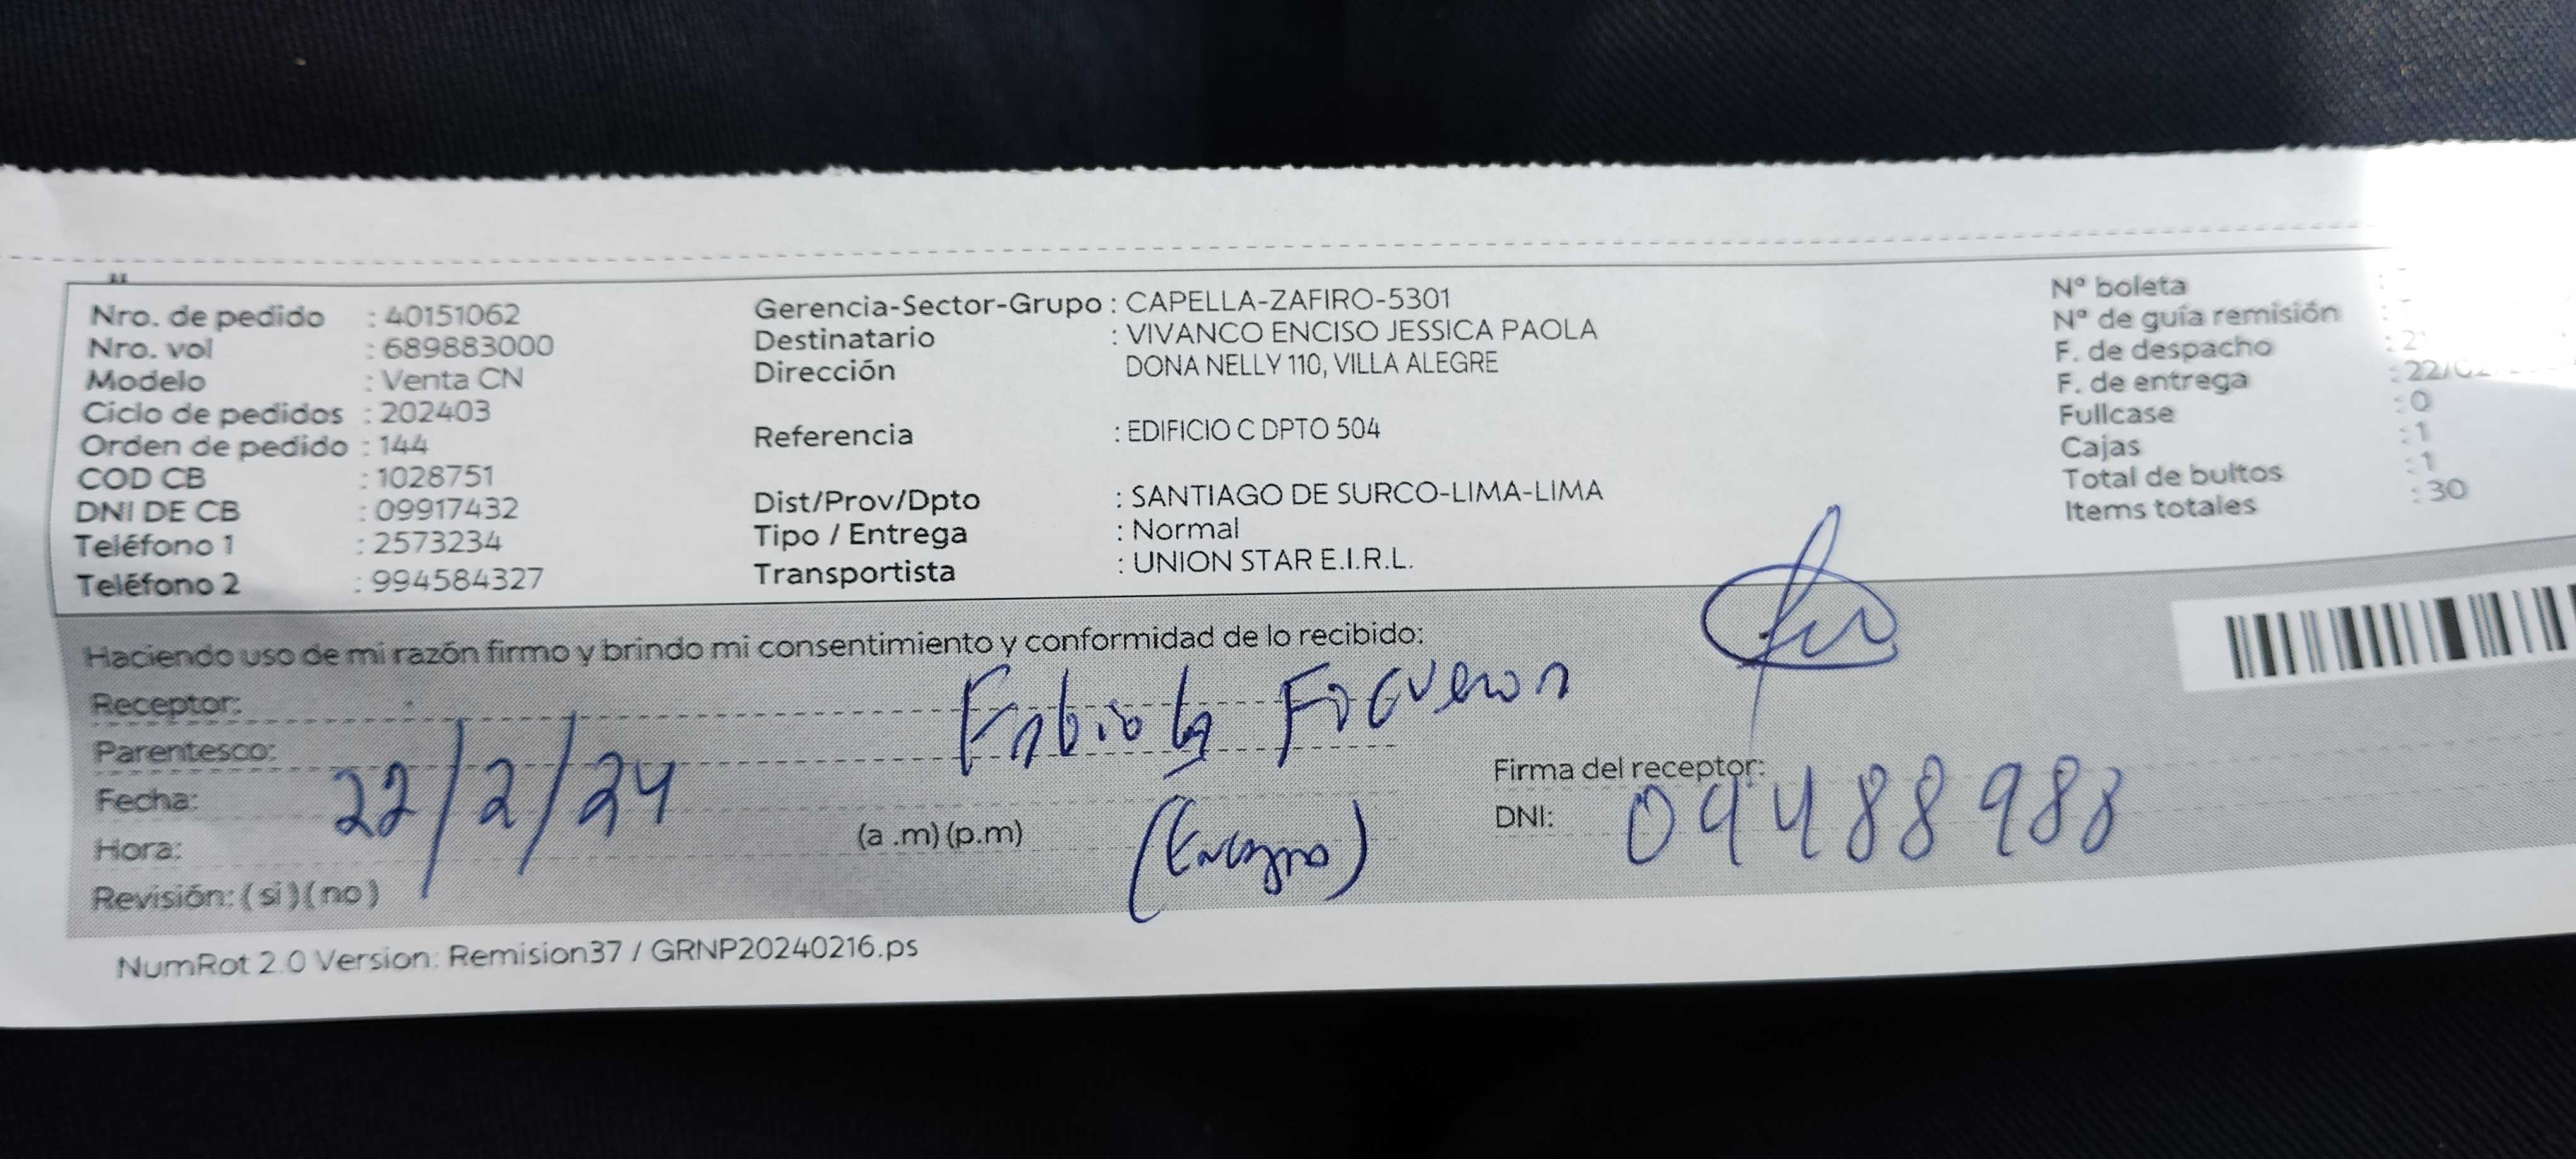 Nro. de pedido : 40151062
Nro. vol : 689883000
Modelo : Venta CN
Ciclo de pedidos : 202403
Orden de pedido : 144
COD CB : 1028751
DNI DE CB : 09917432
Teléfono 1 : 2573234
Teléfono 2 : 994584327
Gerencia-Sector-Grupo : CAPELLA-ZAFIRO-5301
Destinatario : VIVANCO ENCISO JESSICA PAOLA
Dirección DONA NELLY 110, VILLA ALEGRE
Referencia : EDIFICIO C DPTO 504
Dist/Prov/Dpto : SANTIAGO DE SURCO-LIMA-LIMA
Tipo / Entrega : Normal
Transportista : UNION STAR E.I.R.L.
Nº boleta :
Nº de guía remisión :
F. de despacho :
F. de entrega :
Fullcase : 0
Cajas : 1
Total de bultos : 1
Items totales : 30
Haciendo uso de mi razón firmo y brindo mi consentimiento y conformidad de lo recibido:
Receptor: Fabiola Figueroa
Parentesco:
Fecha: 22/2/24
Hora: (a .m) (p.m)
Revisión: ( si ) ( no )
Firma del receptor:
DNI: 09488988
NumRot 2.0 Version: Remision37 / GRNP20240216.ps